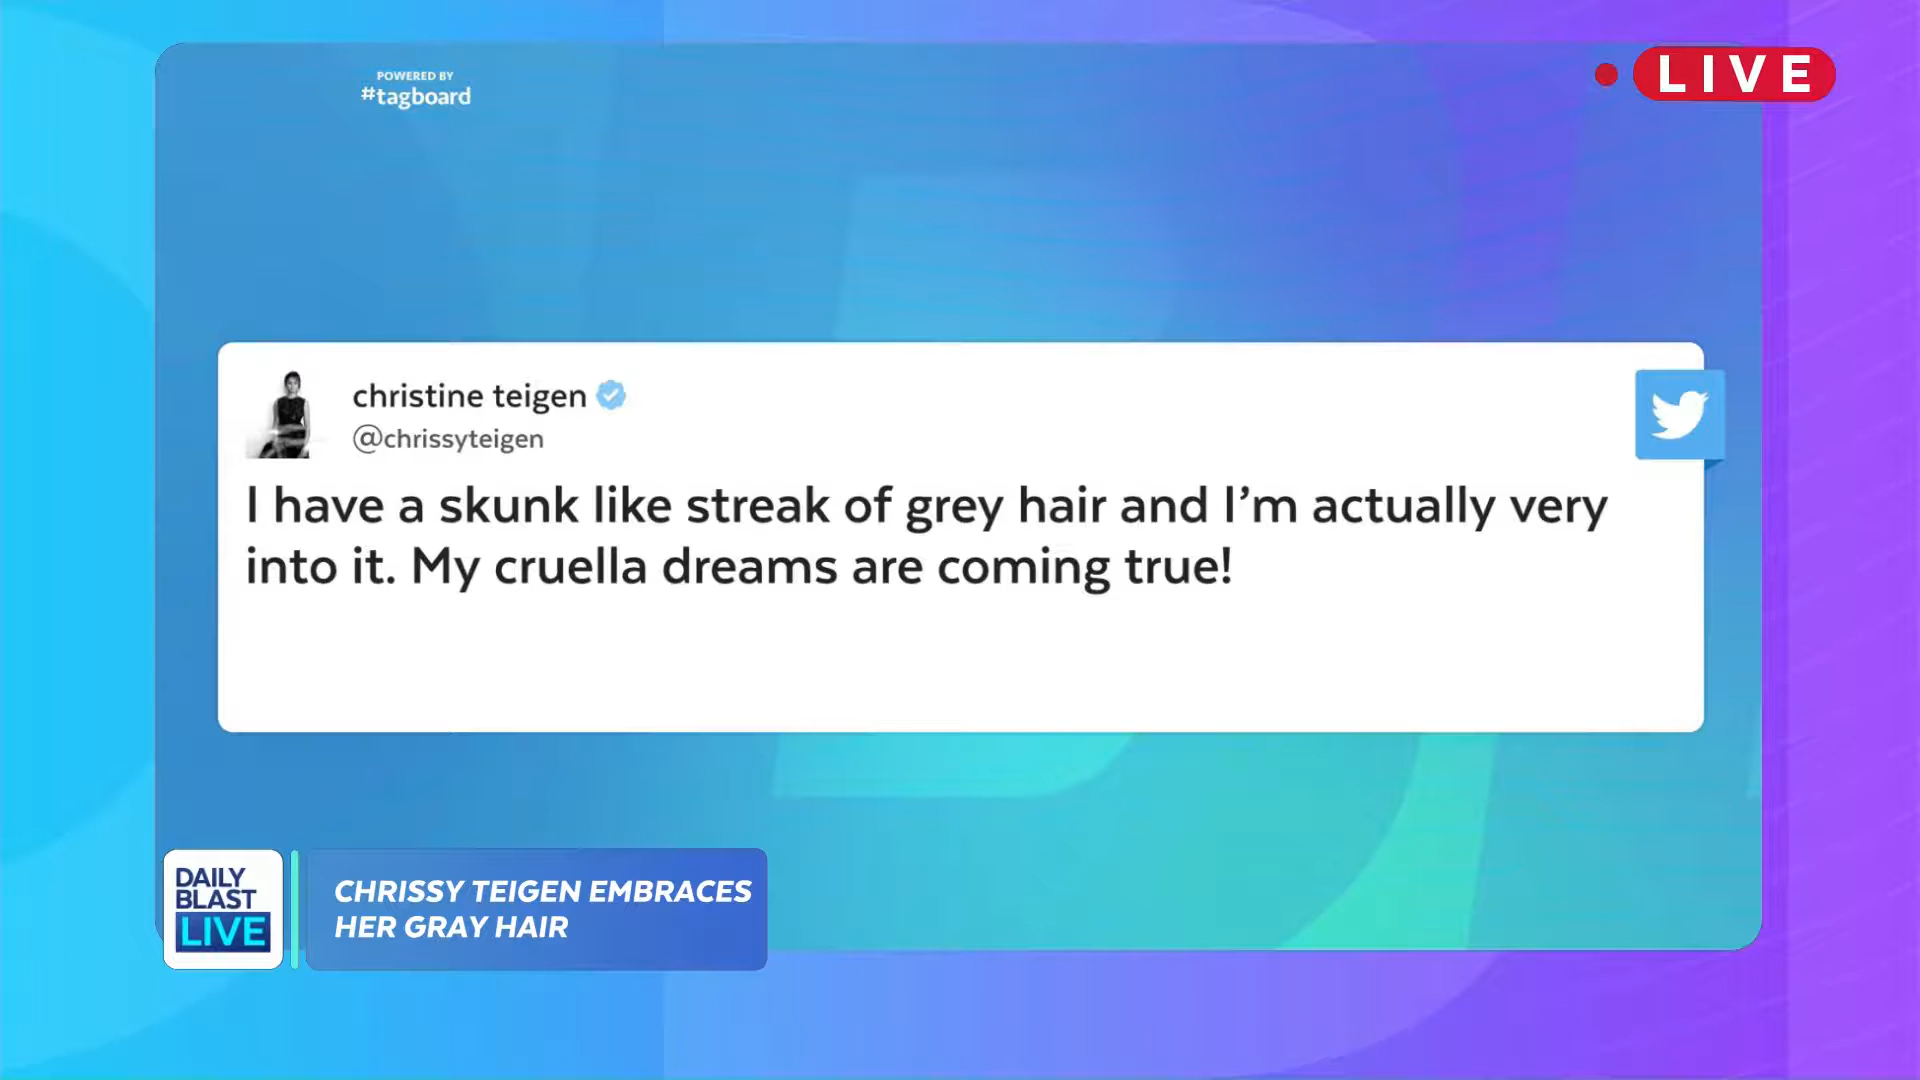 POWERED BY
#tagboard
LIVE
christine teigen
@chrissyteigen
I have a skunk like streak of grey hair and I’m actually very
into it. My cruella dreams are coming true!
DAILY
BLAST
LIVE
CHRISSY TEIGEN EMBRACES
HER GRAY HAIR